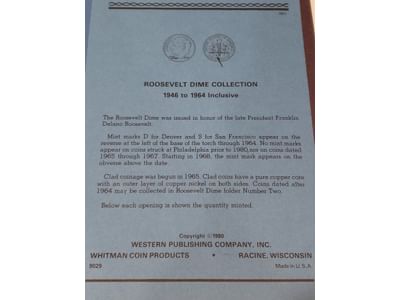 ROOSEVELT DIME COLLECTION
1946 to 1964 Inclusive
The Roosevelt Dime was issued in honor of the late President Franklin
Delano Roosevelt.
Mint marks D for Denver and S for San Francisco appear on the
reverse at the left of the base of the torch through 1964. No mint marks
appear on coins struck at Philadelphia prior to 1980, nor on coins dated
1965 through 1967. Starting in 1968, the mint mark appears on the
obverse above the date.
Clad coinage was begun in 1965. Clad coins have a pure copper core
with an outer layer of copper-nickel on both sides. Coins dated after
1964 may be collected in Roosevelt Dime folder Number Two.
Below each opening is shown the quantity minted.
Copyright © 1980
WESTERN PUBLISHING COMPANY, INC.
WHITMAN COIN PRODUCTS • RACINE, WISCONSIN
9029 Made in U.S.A.